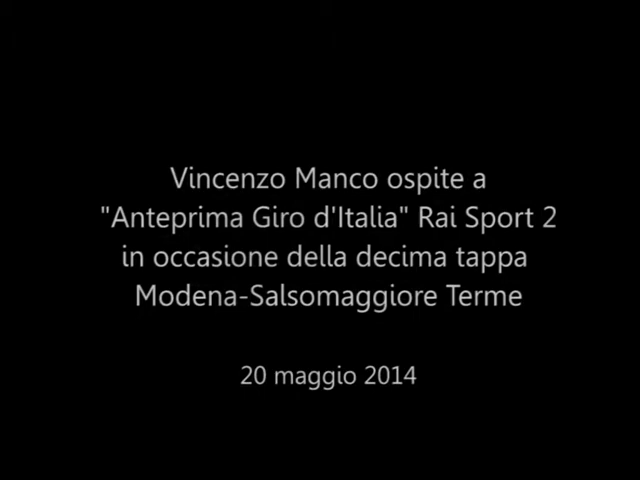 Vincenzo Manco ospite a
"Anteprima Giro d'Italia" Rai Sport 2
in occasione della decima tappa
Modena-Salsomaggiore Terme
20 maggio 2014